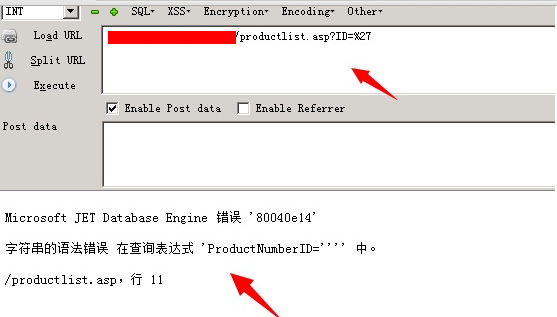 INT SQL▾ XSS▾ Encryption▾ Encoding▾ Other▾
Load URL
/productlist.asp?ID=%27
Split URL
Execute
Enable Post data Enable Referrer
Post data
Microsoft JET Database Engine 错误 '80040e14'
字符串的语法错误 在查询表达式 'ProductNumberID='''' 中。
/productlist.asp，行 11